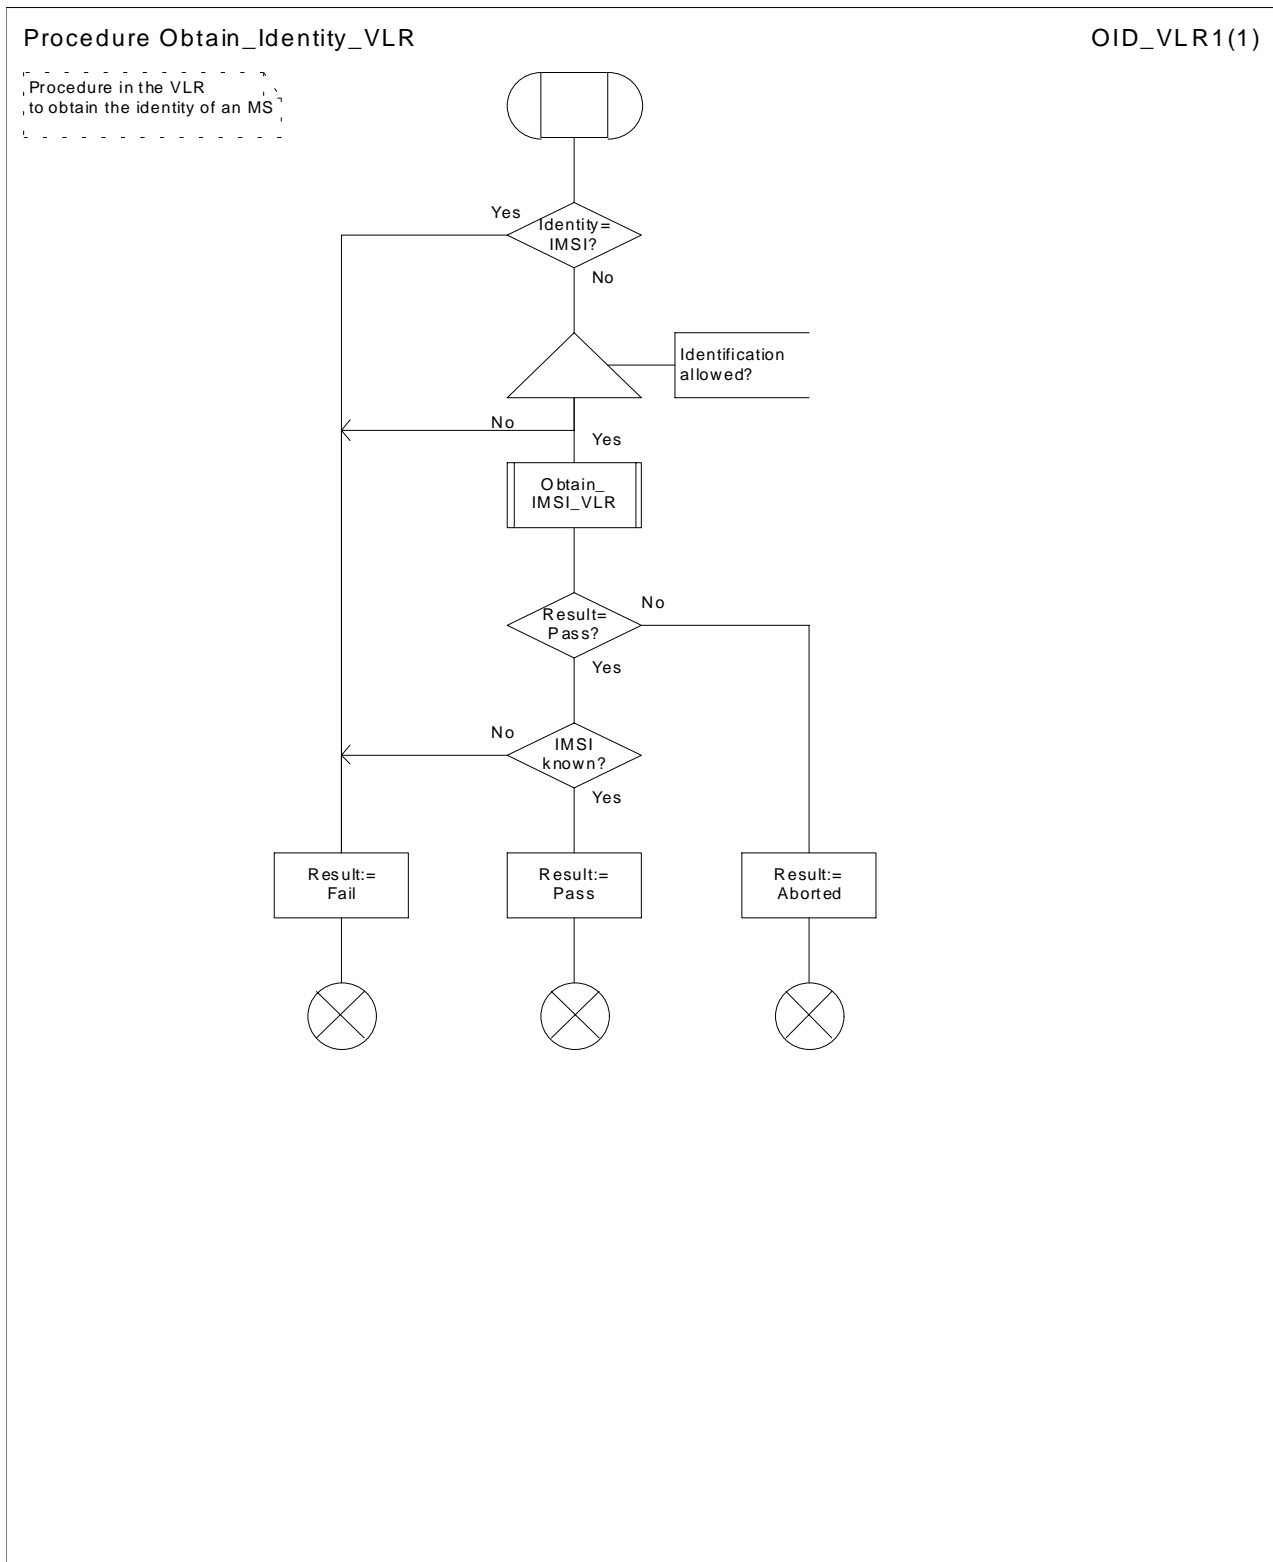 Procedure Obtain_Identity_VLR
OID_VLR1(1)
Procedure in the VLR
to obtain the identity of an MS
Yes
Identity=
IMSI?
No
Identification
allowed?
No
Yes
Obtain_
IMSI_VLR
Result=
Pass?
No
Yes
No
IMSI
known?
Yes
Result:=
Fail
Result:=
Pass
Result:=
Aborted